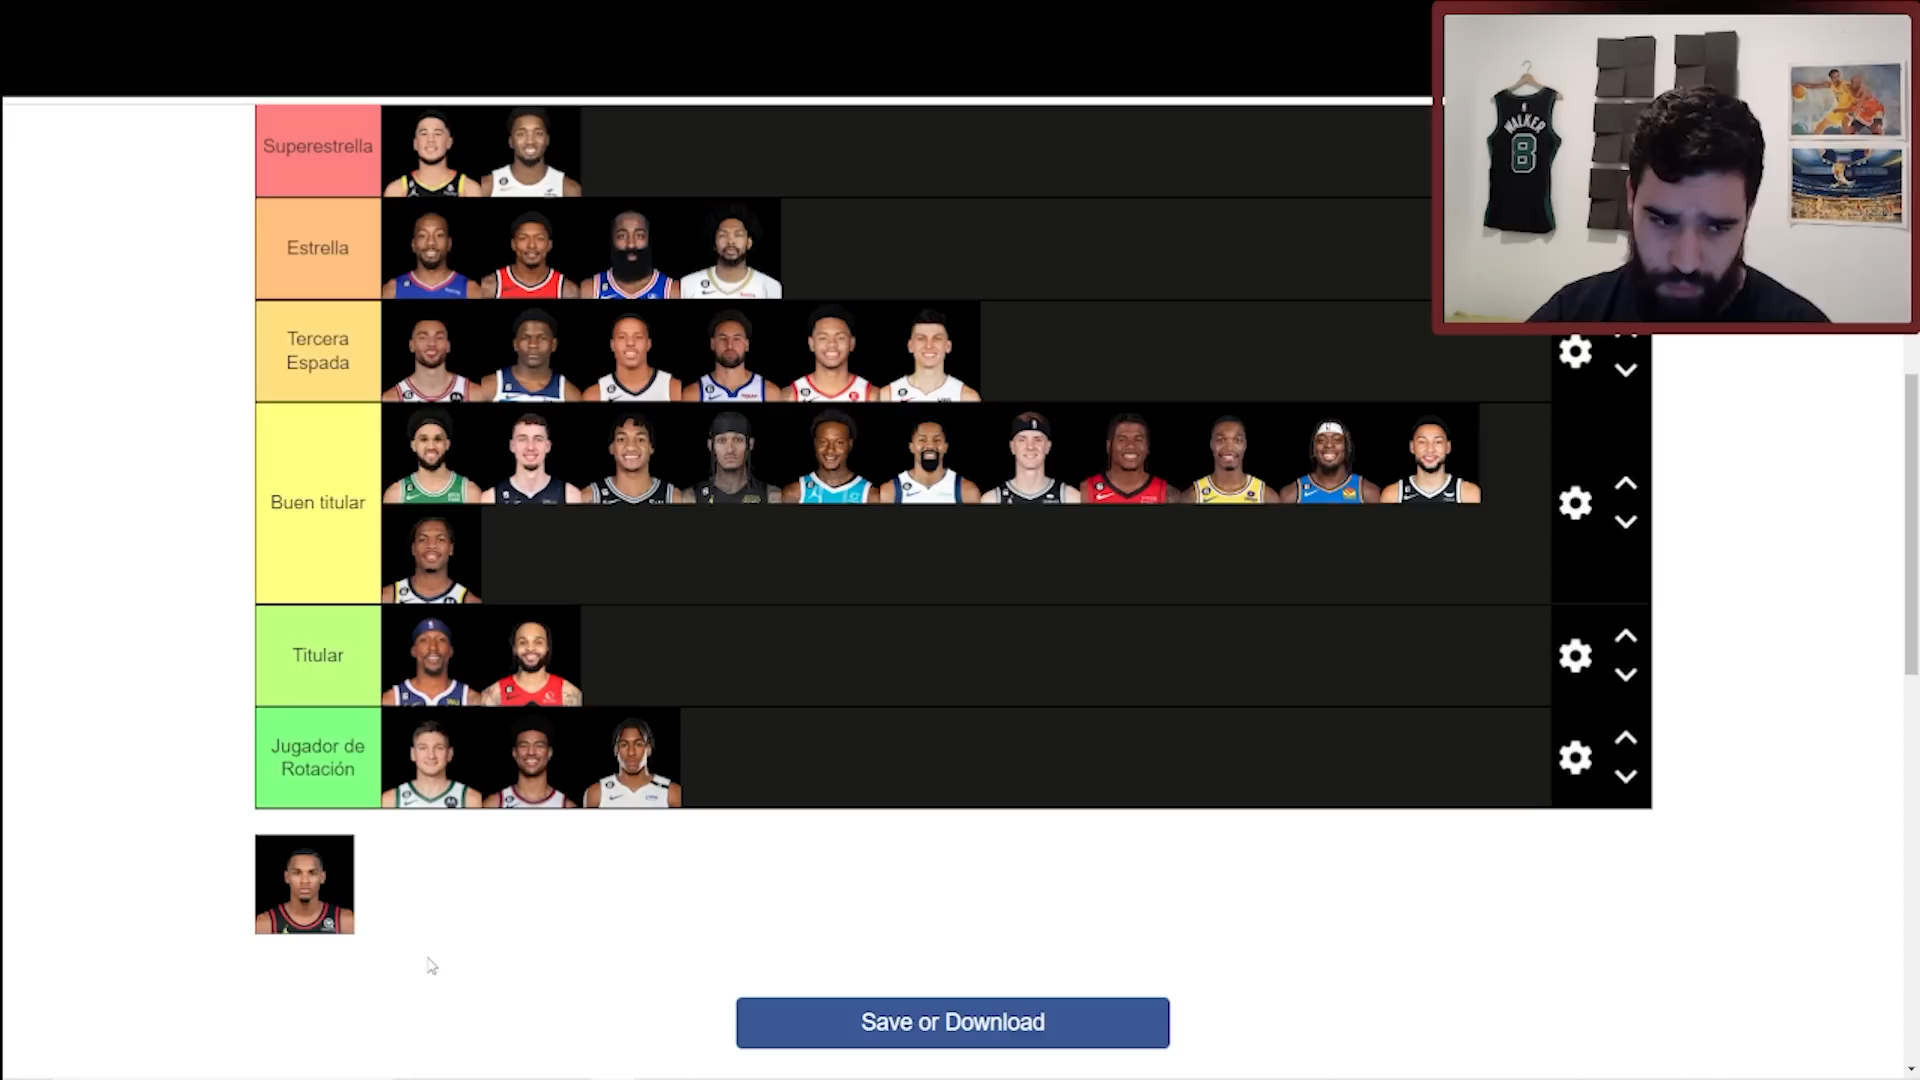 Superestrella
Estrella
Tercera
Espada
Buen titular
Titular
Jugador de
Rotación
WALKER
8
Save or Download